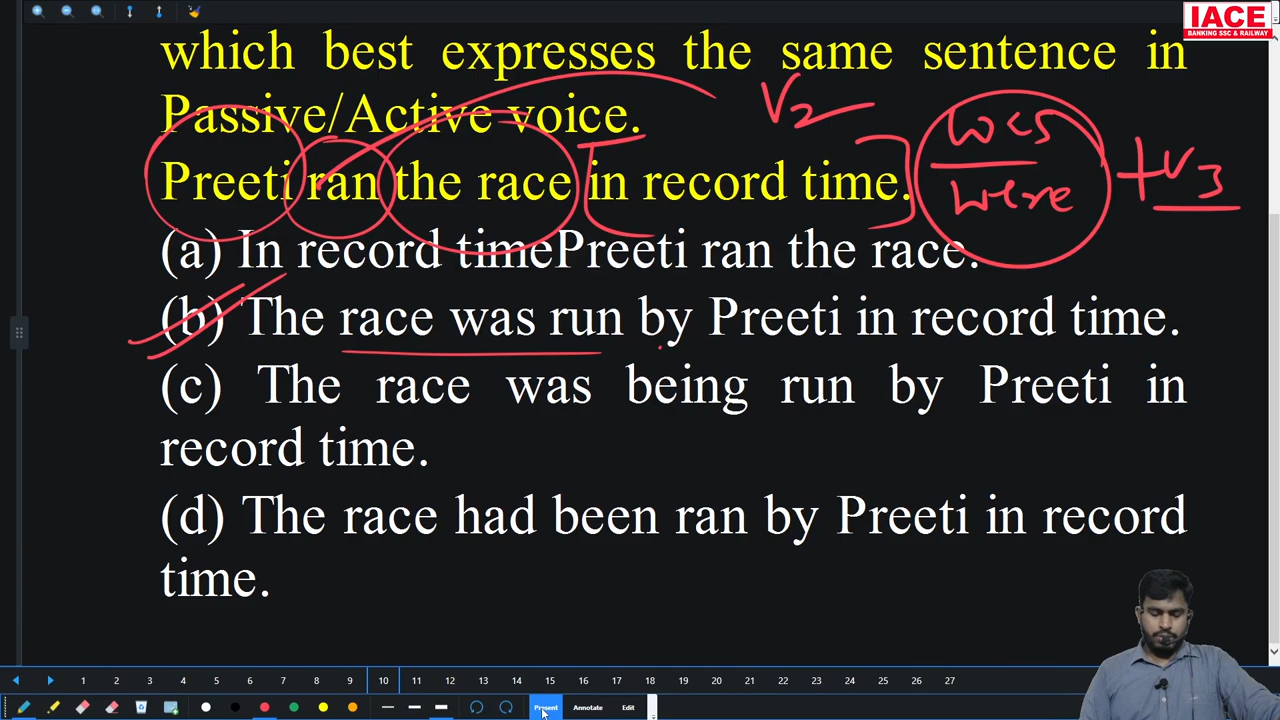 IACE
BANKING SSC & RAILWAY
which best expresses the same sentence in
Passive/Active voice.
V2
was
were
+V3
Preeti ran the race in record time.
(a) In record timePreeti ran the race.
(b) The race was run by Preeti in record time.
(c) The race was being run by Preeti in
record time.
(d) The race had been ran by Preeti in record
time.
1 2 3 4 5 6 7 8 9 10 11 12 13 14 15 16 17 18 19 20 21 22 23 24 25 26 27
Present Annotate Edit